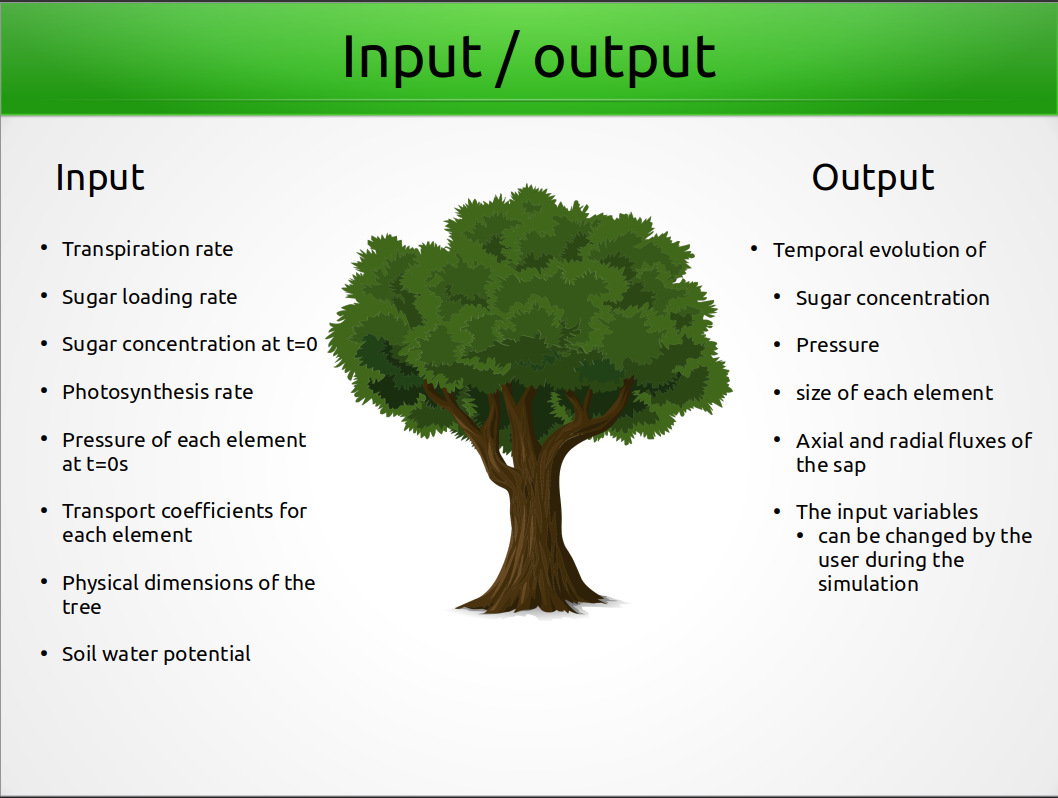 Input / output
Input
• Transpiration rate
• Sugar loading rate
• Sugar concentration at t=0
• Photosynthesis rate
• Pressure of each element
at t=0s
• Transport coefficients for
each element
• Physical dimensions of the
tree
• Soil water potential
Output
• Temporal evolution of
• Sugar concentration
• Pressure
• size of each element
• Axial and radial fluxes of
the sap
• The input variables
• can be changed by the
user during the
simulation